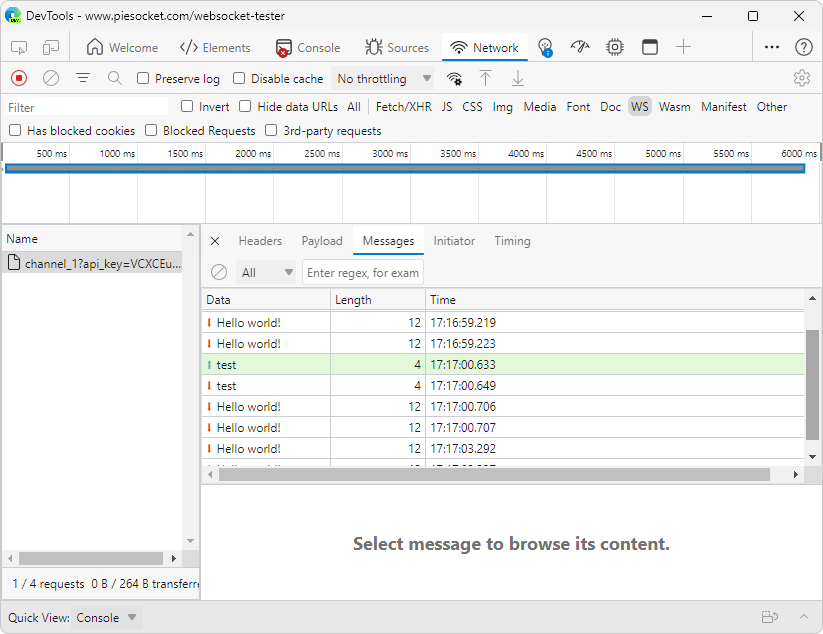 DevTools - www.piesocket.com/websocket-tester
Welcome Elements Console Sources Network
Preserve log Disable cache No throttling
Filter Invert Hide data URLs All Fetch/XHR JS CSS Img Media Font Doc WS Wasm Manifest Other
Has blocked cookies Blocked Requests 3rd-party requests
500 ms 1000 ms 1500 ms 2000 ms 2500 ms 3000 ms 3500 ms 4000 ms 4500 ms 5000 ms 5500 ms 6000 ms
Name
channel_1?api_key=VCXCEu...
Headers Payload Messages Initiator Timing
All Enter regex, for exam
Data Length Time
Hello world! 12 17:16:59.219
Hello world! 12 17:16:59.223
test 4 17:17:00.633
test 4 17:17:00.649
Hello world! 12 17:17:00.706
Hello world! 12 17:17:00.707
Hello world! 12 17:17:03.292
Select message to browse its content.
1 / 4 requests 0 B / 264 B transferre
Quick View: Console